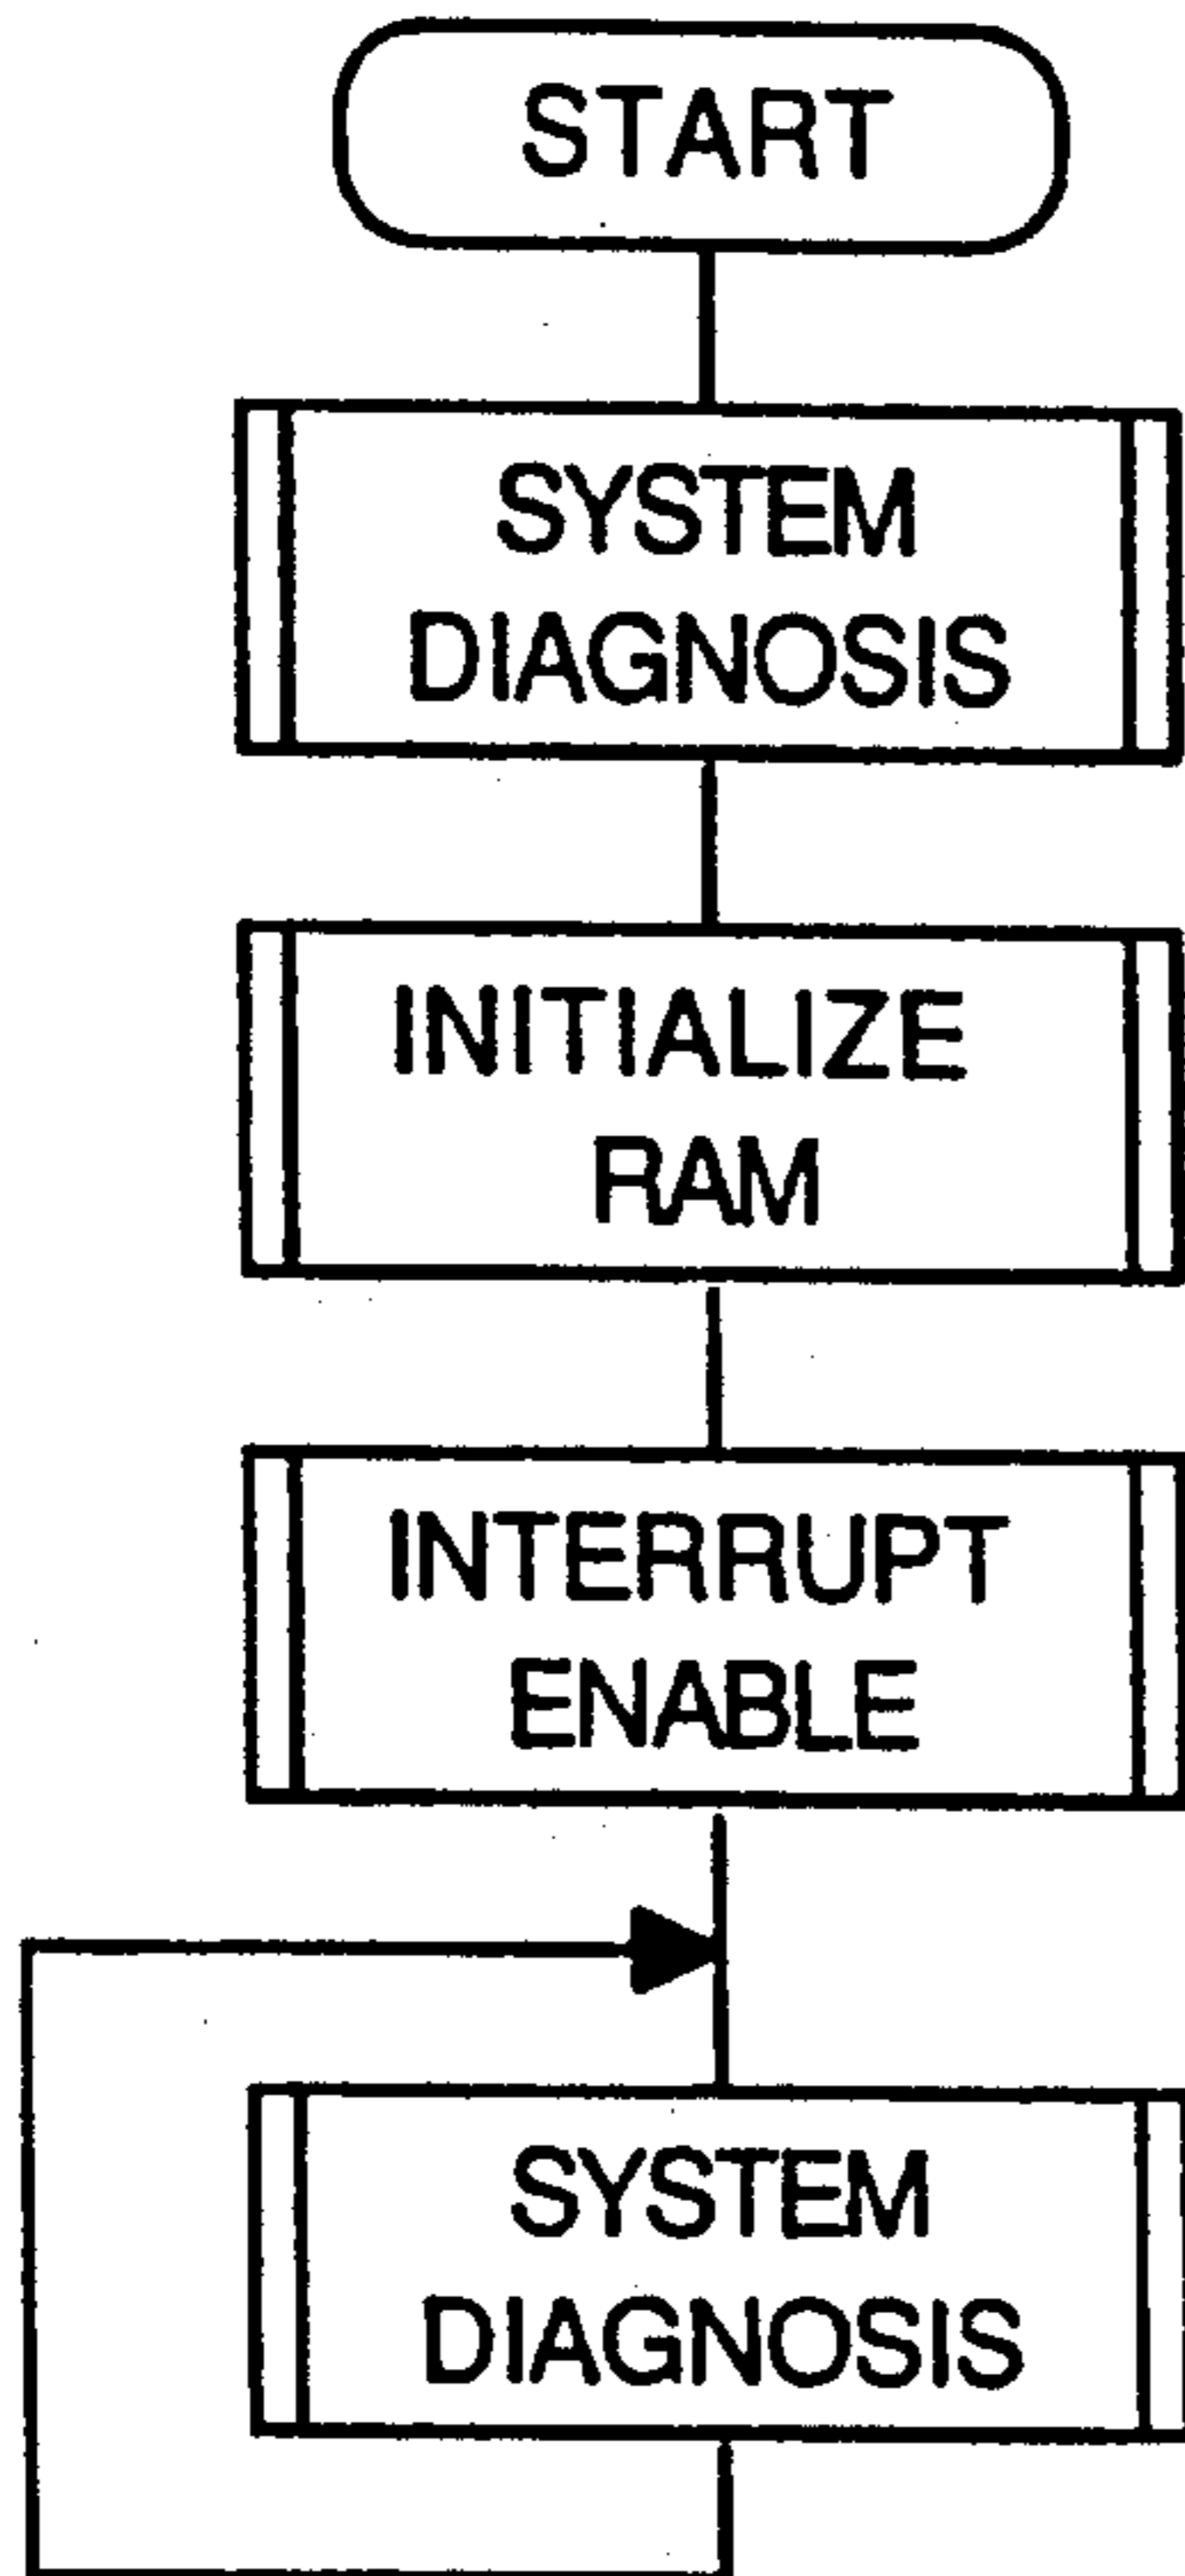 START
SYSTEM
DIAGNOSIS
INITIALIZE
RAM
INTERRUPT
ENABLE
SYSTEM
DIAGNOSIS